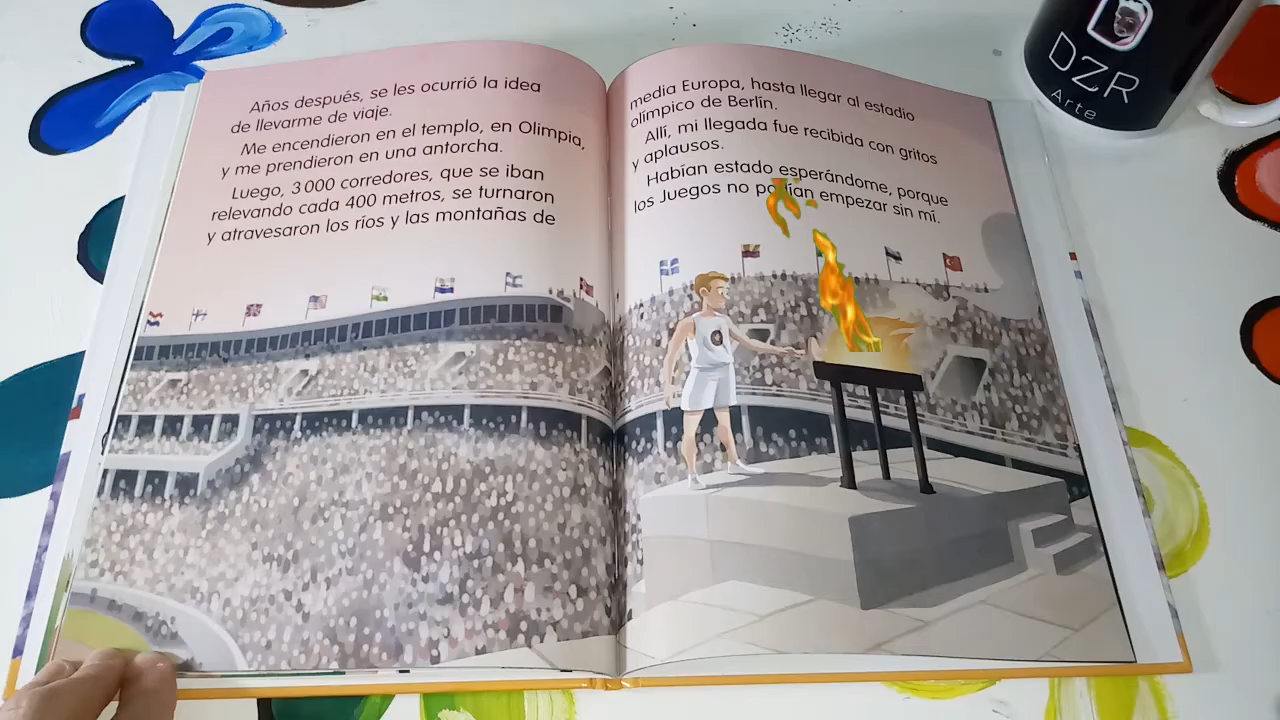 Años después, se les ocurrió la idea
de llevarme de viaje.
Me encendieron en el templo, en Olimpia,
y me prendieron en una antorcha.
Luego, 3 000 corredores, que se iban
relevando cada 400 metros, se turnaron
y atravesaron los ríos y las montañas de
media Europa, hasta llegar al estadio
olímpico de Berlín.
Allí, mi llegada fue recibida con gritos
y aplausos.
Habían estado esperándome, porque
los Juegos no podían empezar sin mí.
DZR
Arte